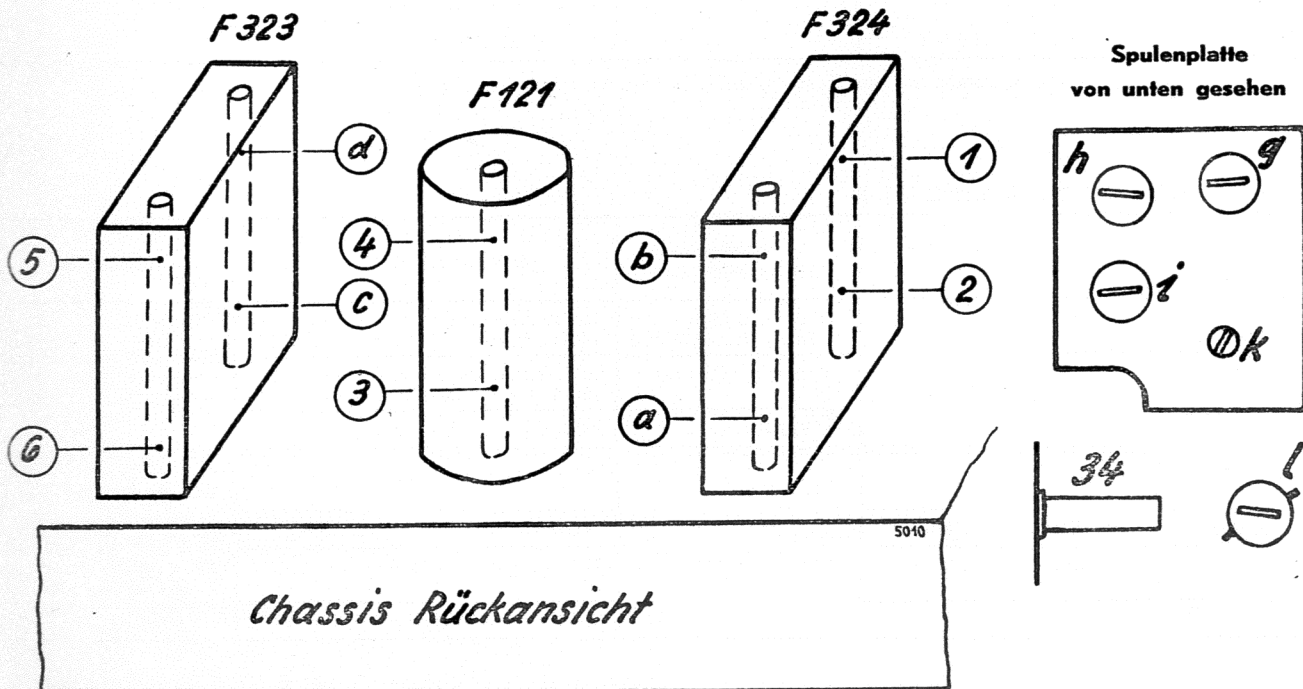 F323
F121
F324
Spulenplatte
von unten gesehen
d
1
h
g
4
5
b
c
2
i
k
3
a
6
34
l
5010
Chassis Rückansicht